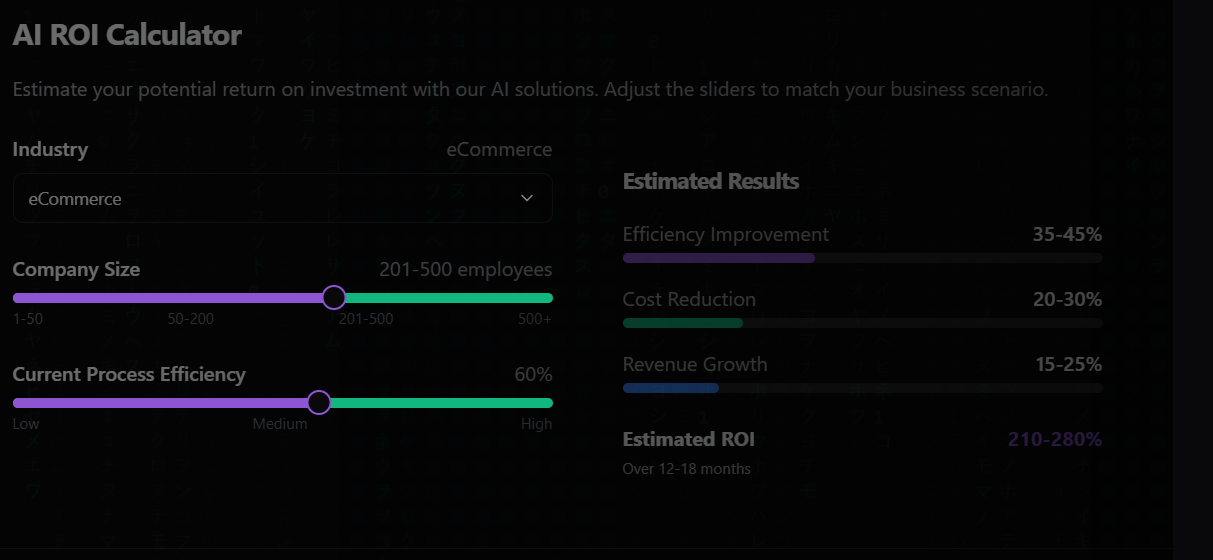 AI ROI Calculator
Estimate your potential return on investment with our AI solutions. Adjust the sliders to match your business scenario.
Industry
eCommerce
eCommerce
Company Size
201-500 employees
1-50
50-200
201-500
500+
Current Process Efficiency
60%
Low
Medium
High
Estimated Results
Efficiency Improvement
35-45%
Cost Reduction
20-30%
Revenue Growth
15-25%
Estimated ROI
210-280%
Over 12-18 months